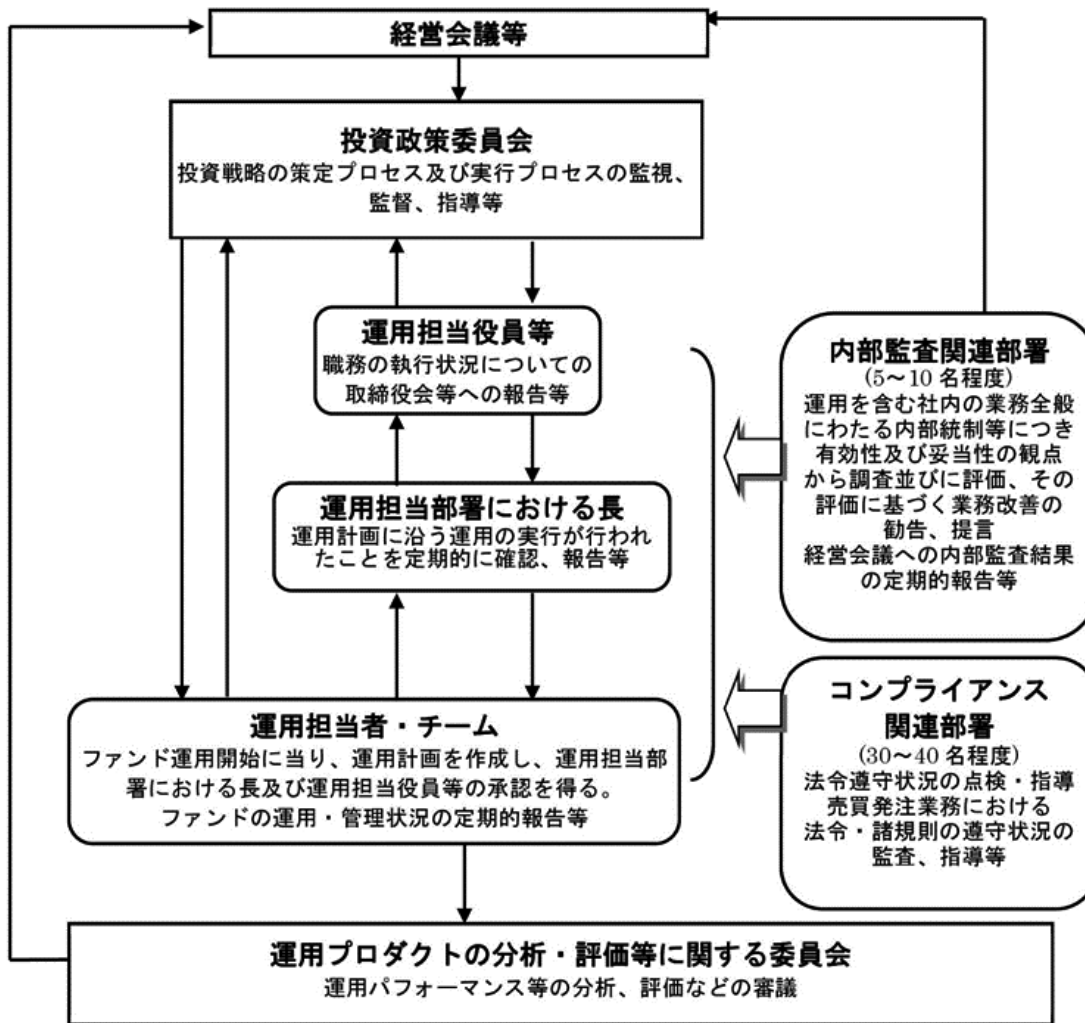 経営会議等
投資政策委員会
投資戦略の策定プロセス及び実行プロセスの監視、
監督、指導等
運用担当役員等
職務の執行状況についての
取締役会等への報告等
運用担当部署における長
運用計画に沿う運用の実行が行われ
たことを定期的に確認、報告等
運用担当者・チーム
ファンド運用開始に当り、運用計画を作成し、運用担当部
署における長及び運用担当役員等の承認を得る。
ファンドの運用・管理状況の定期的報告等
内部監査関連部署
(5～10 名程度)
運用を含む社内の業務全般
にわたる内部統制等につき
有効性及び妥当性の観点
から調査並びに評価、その
評価に基づく業務改善の
勧告、提言
経営会議への内部監査結果
の定期的報告等
コンプライアンス
関連部署
(30～40 名程度)
法令遵守状況の点検・指導
売買発注業務における
法令・諸規則の遵守状況の
監査、指導等
運用プロダクトの分析・評価等に関する委員会
運用パフォーマンス等の分析、評価などの審議